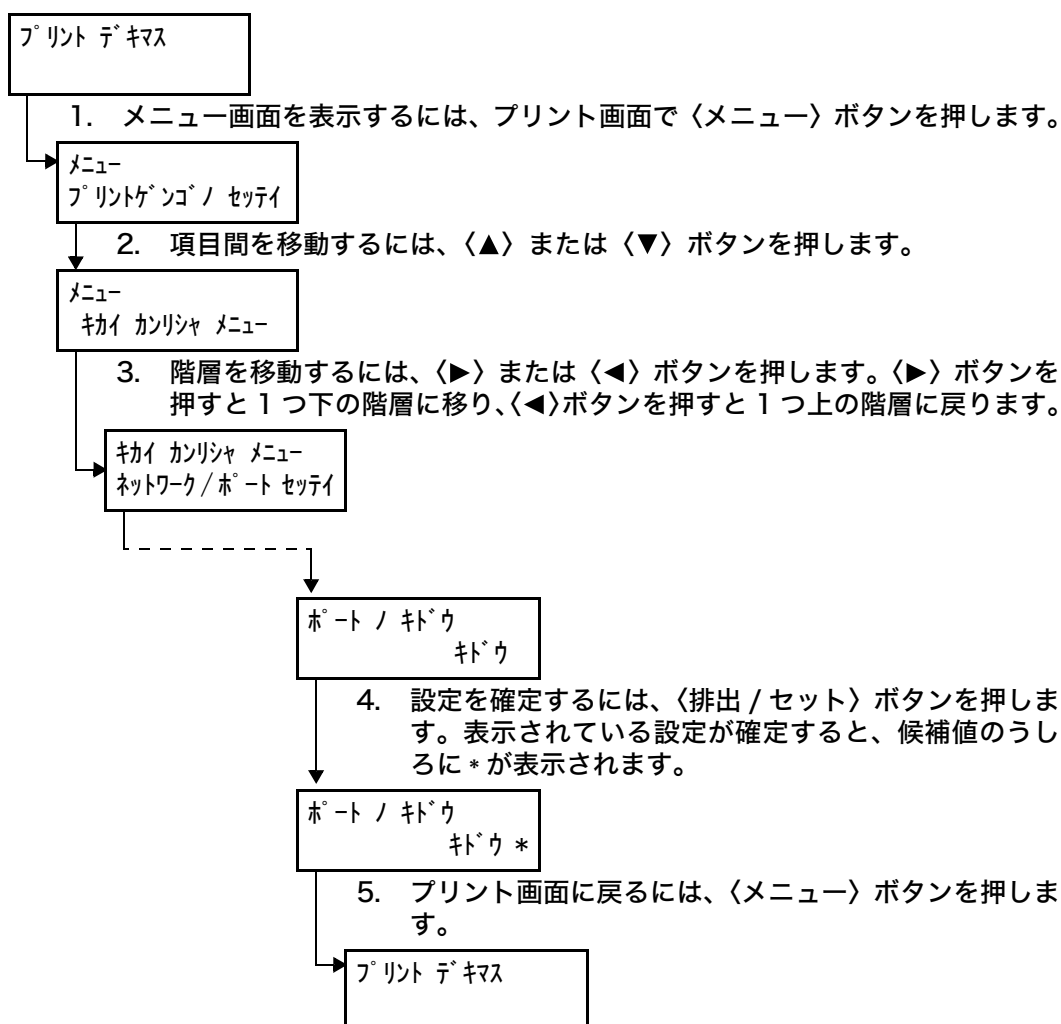 ﾌﾟﾘﾝﾄ ﾃﾞｷﾏｽ
1. メニュー画面を表示するには、プリント画面で〈メニュー〉ボタンを押します。
ﾒﾆｭｰ
ﾌﾟﾘﾝﾄｹﾞﾝｺﾞﾉ ｾｯﾃｲ
2. 項目間を移動するには、〈▲〉または〈▼〉ボタンを押します。
ﾒﾆｭｰ
ｷｶｲ ｶﾝﾘｼｬ ﾒﾆｭｰ
3. 階層を移動するには、〈▶〉または〈◀〉ボタンを押します。〈▶〉ボタンを
押すと 1 つ下の階層に移り、〈◀〉ボタンを押すと 1 つ上の階層に戻ります。
ｷｶｲ ｶﾝﾘｼｬ ﾒﾆｭｰ
ﾈｯﾄﾜｰｸ/ﾎﾟｰﾄ ｾｯﾃｲ
ﾎﾟｰﾄ ﾉ ｷﾄﾞｳ
ｷﾄﾞｳ
4. 設定を確定するには、〈排出 / セット〉ボタンを押しま
す。表示されている設定が確定すると、候補値のうし
ろに * が表示されます。
ﾎﾟｰﾄ ﾉ ｷﾄﾞｳ
ｷﾄﾞｳ *
5. プリント画面に戻るには、〈メニュー〉ボタンを押しま
す。
ﾌﾟﾘﾝﾄ ﾃﾞｷﾏｽ